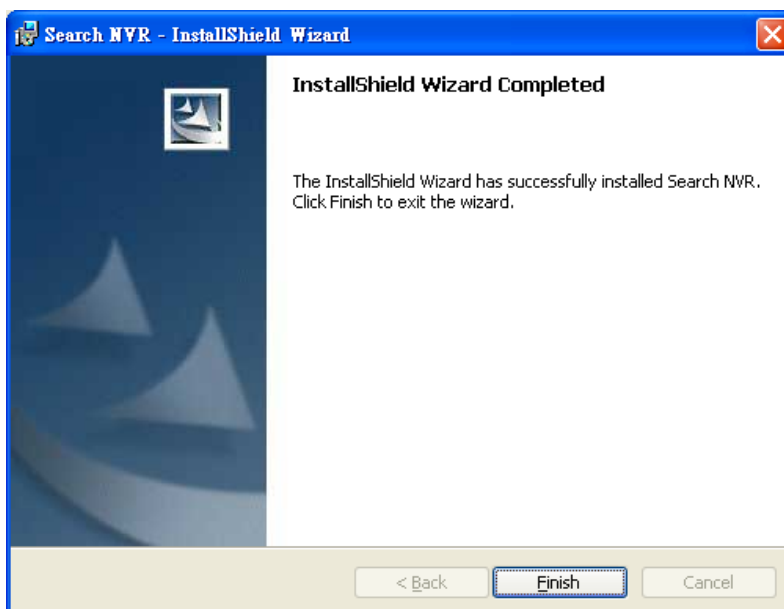 Search NVR - InstallShield Wizard
InstallShield Wizard Completed
The InstallShield Wizard has successfully installed Search NVR.
Click Finish to exit the wizard.
< Back
Finish
Cancel